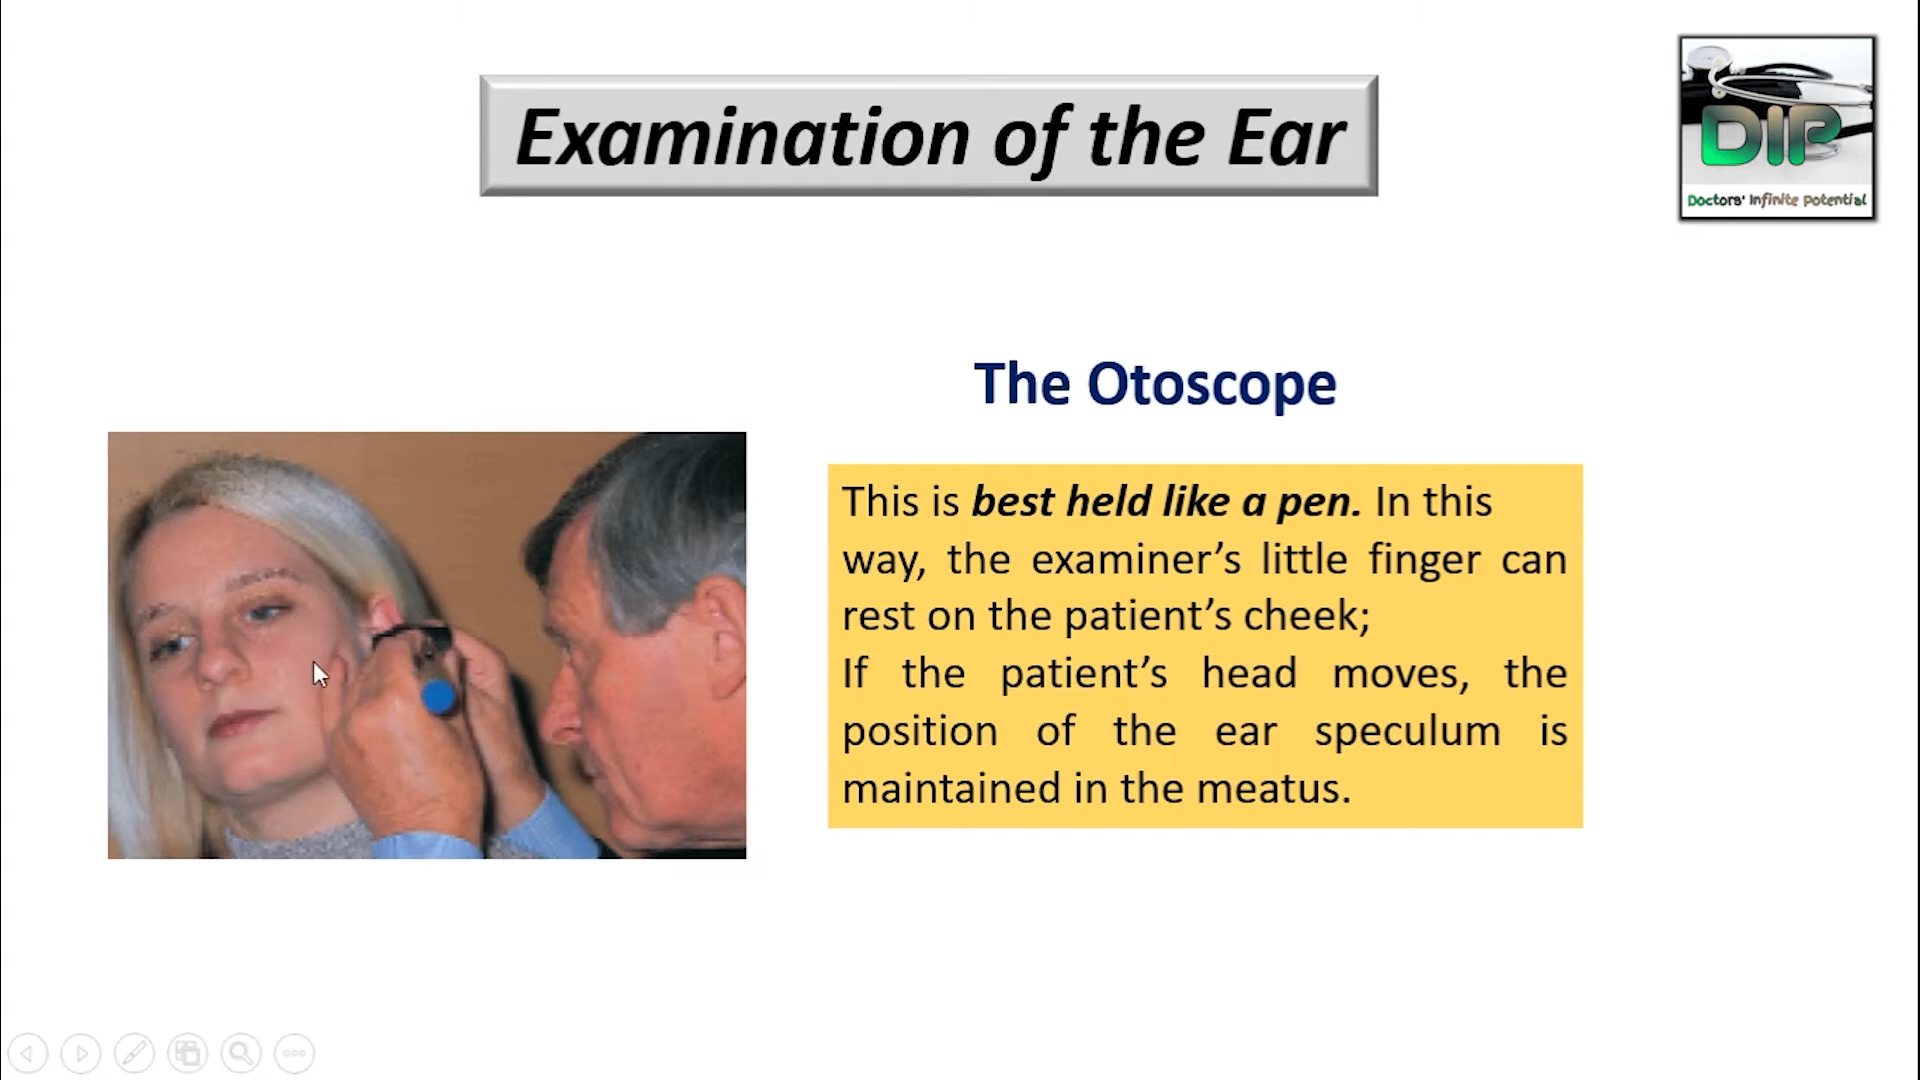 Examination of the Ear
DIP
Doctors' Infinite Potential
The Otoscope
This is best held like a pen. In this
way, the examiner’s little finger can
rest on the patient’s cheek;
If the patient’s head moves, the
position of the ear speculum is
maintained in the meatus.